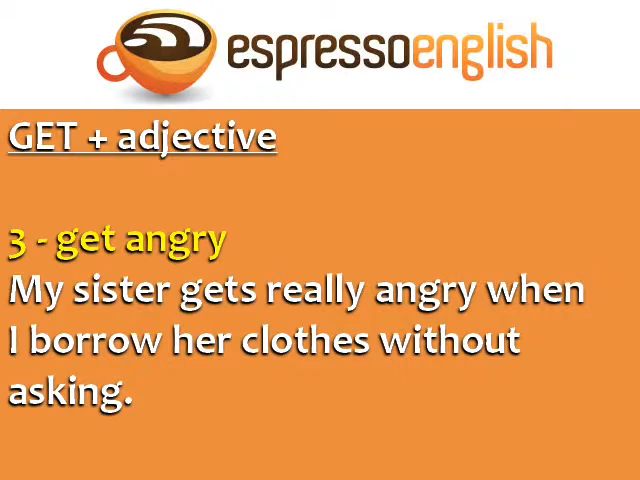 espressoenglish
GET + adjective
3 - get angry
My sister gets really angry when
I borrow her clothes without
asking.